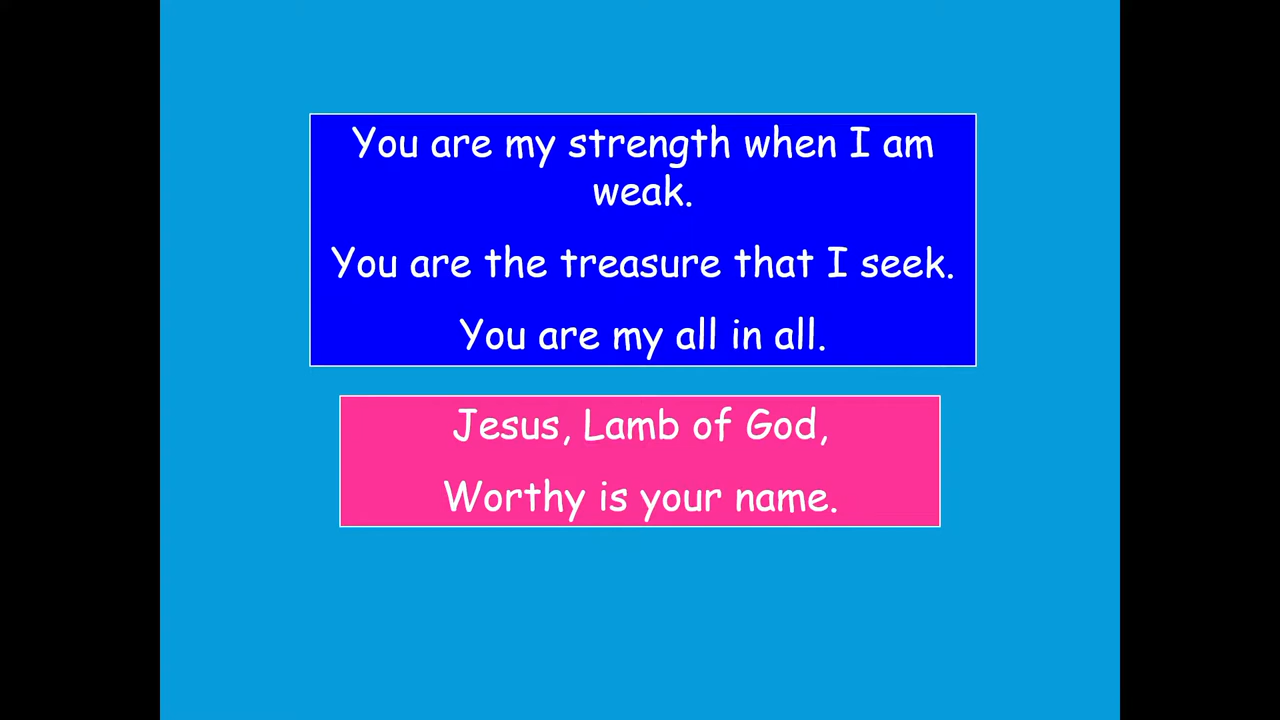 You are my strength when I am
weak.
You are the treasure that I seek.
You are my all in all.
Jesus, Lamb of God,
Worthy is your name.